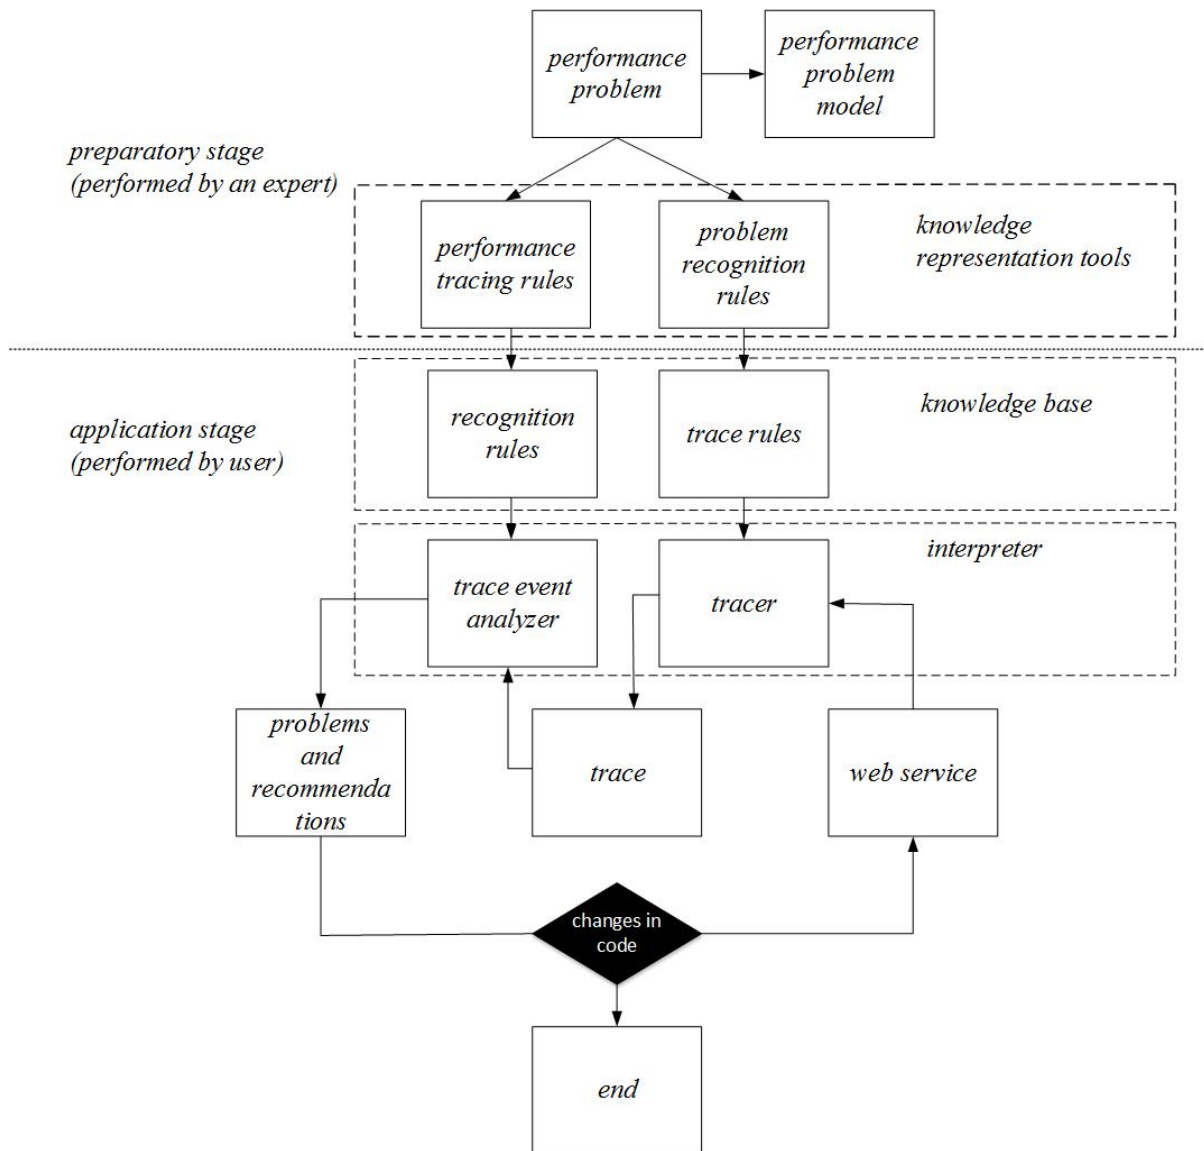 performance
problem
performance
problem
model
preparatory stage
(performed by an expert)
performance
tracing rules
problem
recognition
rules
knowledge
representation tools
application stage
(performed by user)
recognition
rules
trace rules
knowledge base
trace event
analyzer
tracer
interpreter
problems
and
recommenda
tions
trace
web service
changes in
code
end